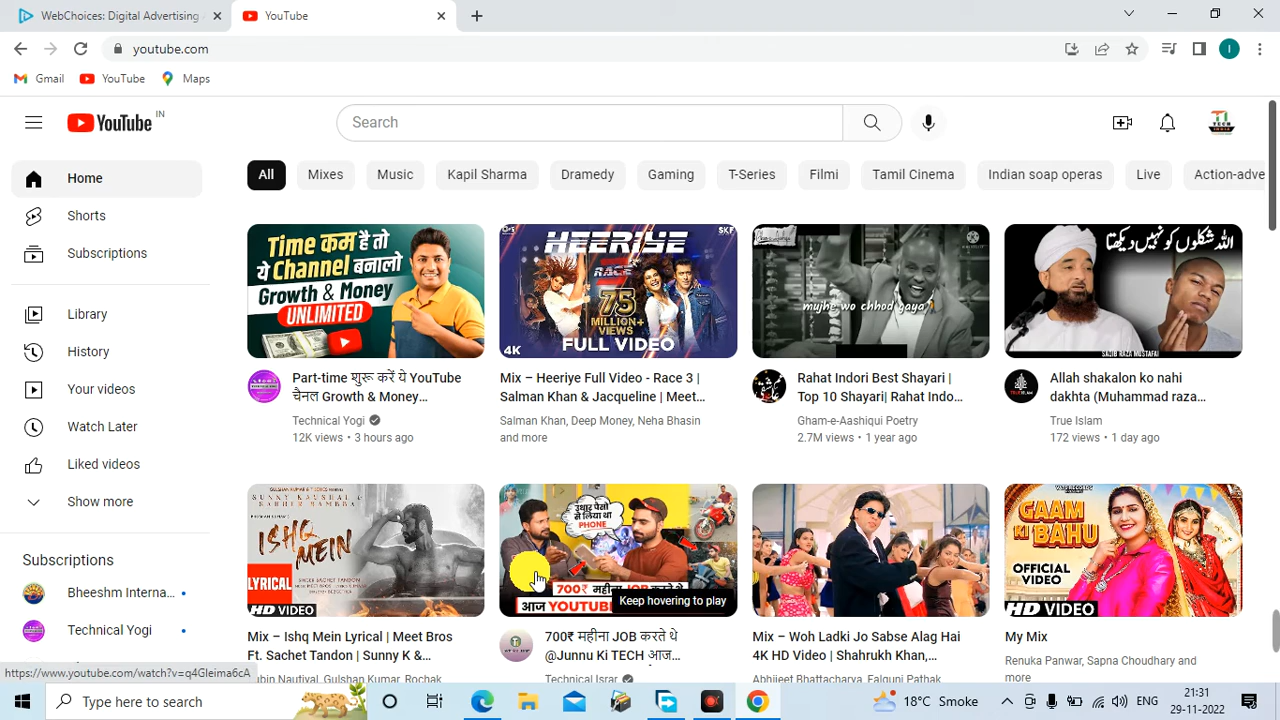 WebChoices: Digital Advertising
YouTube
youtube.com
Gmail
YouTube
Maps
YouTube IN
Search
Home
Shorts
Subscriptions
Library
History
Your videos
Watch Later
Liked videos
Show more
Subscriptions
Bheeshm Interna...
Technical Yogi
All
Mixes
Music
Kapil Sharma
Dramedy
Gaming
T-Series
Filmi
Tamil Cinema
Indian soap operas
Live
Action-adve
Time कम है तो
ये Channel बनालो
Growth & Money
UNLIMITED
Part-time शुरू करें ये YouTube
चैनल Growth & Money...
Technical Yogi
12K views • 3 hours ago
SKF
HEERIYE
RACE 3
75
MILLION+
VIEWS
4K FULL VIDEO
Mix – Heeriye Full Video - Race 3 |
Salman Khan & Jacqueline | Meet...
Salman Khan, Deep Money, Neha Bhasin
and more
mujhe wo chhod gaya
Rahat Indori Best Shayari |
Top 10 Shayari| Rahat Indo...
Gham-e-Aashiqui Poetry
2.7M views • 1 year ago
اللہ شکلوں کو نہیں دیکھتا
SAQIB RAZA MUSTAFAI
Allah shakalon ko nahi
dakhta (Muhammad raza...
True Islam
172 views • 1 day ago
SUNNY KAUSHAL &
ISHQ
MEIN
LYRICAL
HD VIDEO
Mix – Ishq Mein Lyrical | Meet Bros
Ft. Sachet Tandon | Sunny K &...
Jubin Nautiyal, Gulshan Kumar, Rochak
उधार पैसो
से लिया था
PHONE
700₹ महीना JOB करते थे
आज YOUTUBE
Keep hovering to play
700₹ महीना JOB करते थे
@Junnu Ki TECH आज...
Technical Israr
Mix – Woh Ladki Jo Sabse Alag Hai
4K HD Video | Shahrukh Khan,...
Abhijeet Bhattacharya, Falguni Pathak
GAAM
KI BAHU
OFFICIAL
VIDEO
HD VIDEO
My Mix
Renuka Panwar, Sapna Choudhary and
more
https://www.youtube.com/watch?v=q4Gleima6cA
Type here to search
18°C Smoke
21:31
29-11-2022